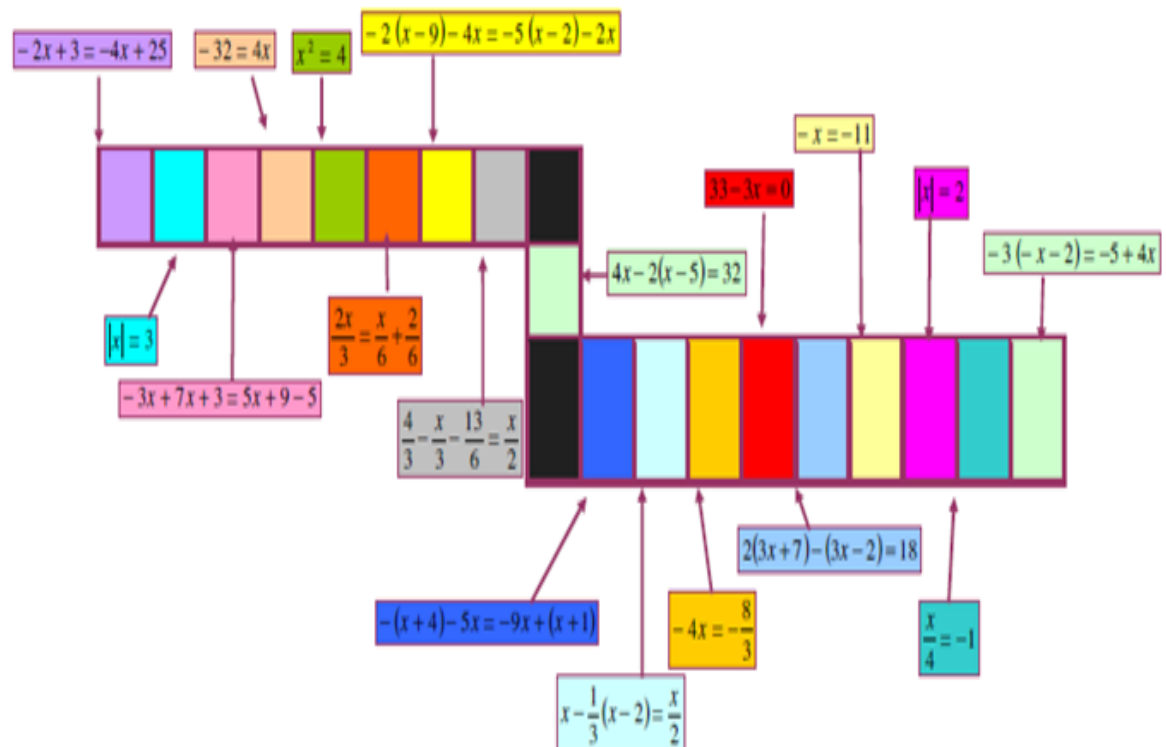 -2x+3=-4x+25
-32=4x
x²=4
-2(x-9)-4x=-5(x-2)-2x
-x=-11
33-3x=0
|x|=2
-3(-x-2)=-5+4x
4x-2(x-5)=32
|x|=3
2x/3=x/6+2/6
-3x+7x+3=5x+9-5
4/3-x/3-13/6=x/2
2(3x+7)-(3x-2)=18
-(x+4)-5x=-9x+(x+1)
-4x=-8/3
x/4=-1
x-1/3(x-2)=x/2